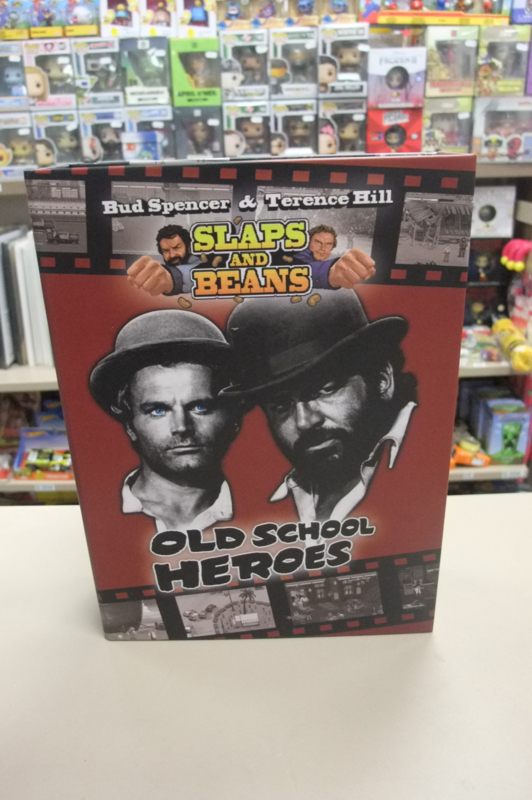 Bud Spencer & Terence Hill
SLAPS
AND
BEANS
OLD SCHOOL
HEROES